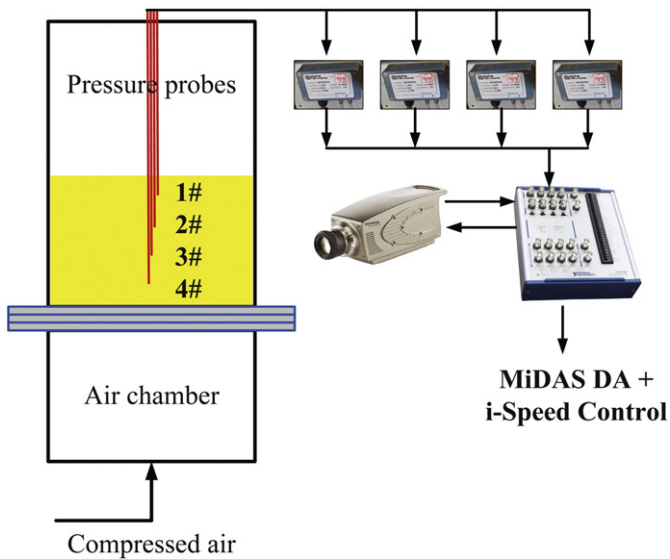 Pressure probes
1#
2#
3#
4#
Air chamber
Compressed air
MiDAS DA +
i-Speed Control